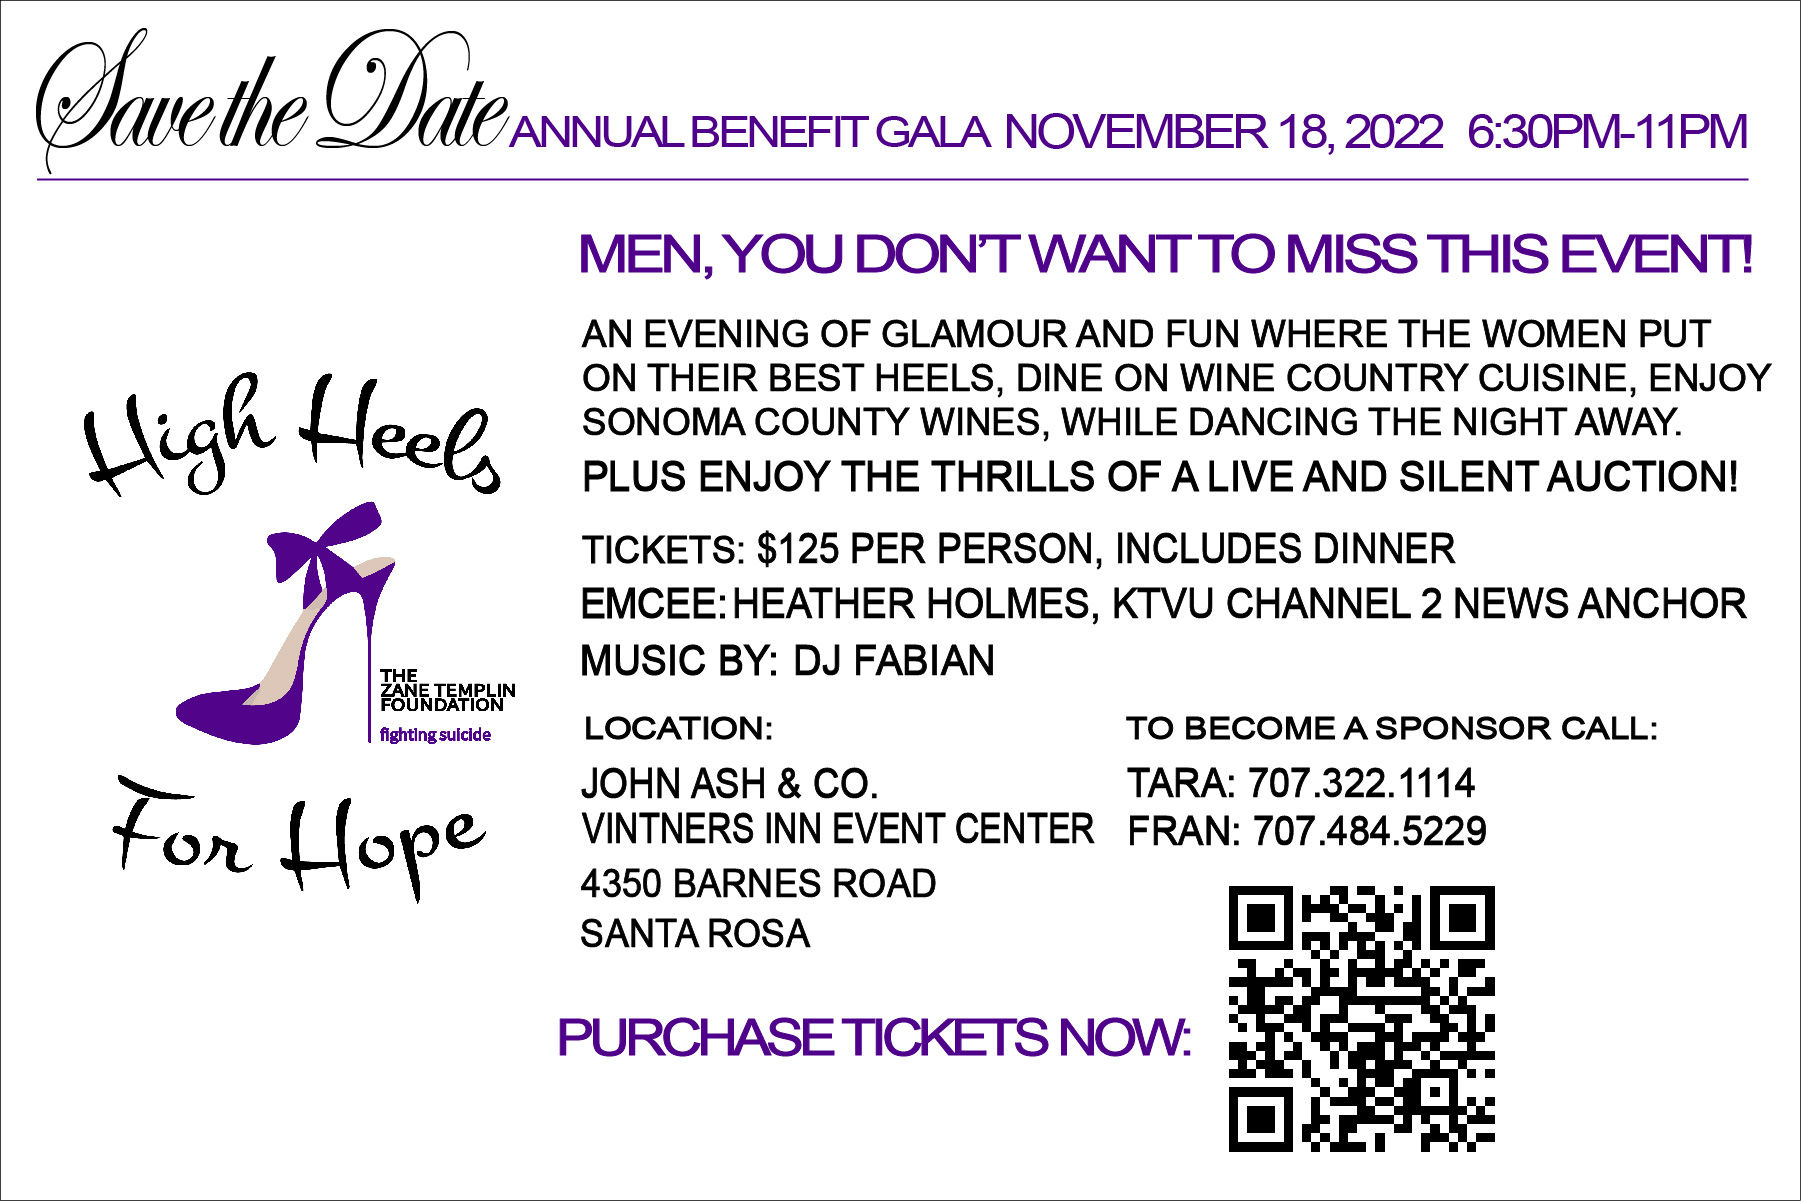 Save the Date ANNUAL BENEFIT GALA NOVEMBER 18, 2022 6:30PM-11PM
MEN, YOU DON'T WANT TO MISS THIS EVENT!
AN EVENING OF GLAMOUR AND FUN WHERE THE WOMEN PUT
ON THEIR BEST HEELS, DINE ON WINE COUNTRY CUISINE, ENJOY
SONOMA COUNTY WINES, WHILE DANCING THE NIGHT AWAY.
PLUS ENJOY THE THRILLS OF A LIVE AND SILENT AUCTION!
TICKETS: $125 PER PERSON, INCLUDES DINNER
EMCEE: HEATHER HOLMES, KTVU CHANNEL 2 NEWS ANCHOR
MUSIC BY: DJ FABIAN
High Heels
THE
ZANE TEMPLIN
FOUNDATION
fighting suicide
For Hope
LOCATION:
JOHN ASH & CO.
VINTNERS INN EVENT CENTER
4350 BARNES ROAD
SANTA ROSA
TO BECOME A SPONSOR CALL:
TARA: 707.322.1114
FRAN: 707.484.5229
PURCHASE TICKETS NOW: